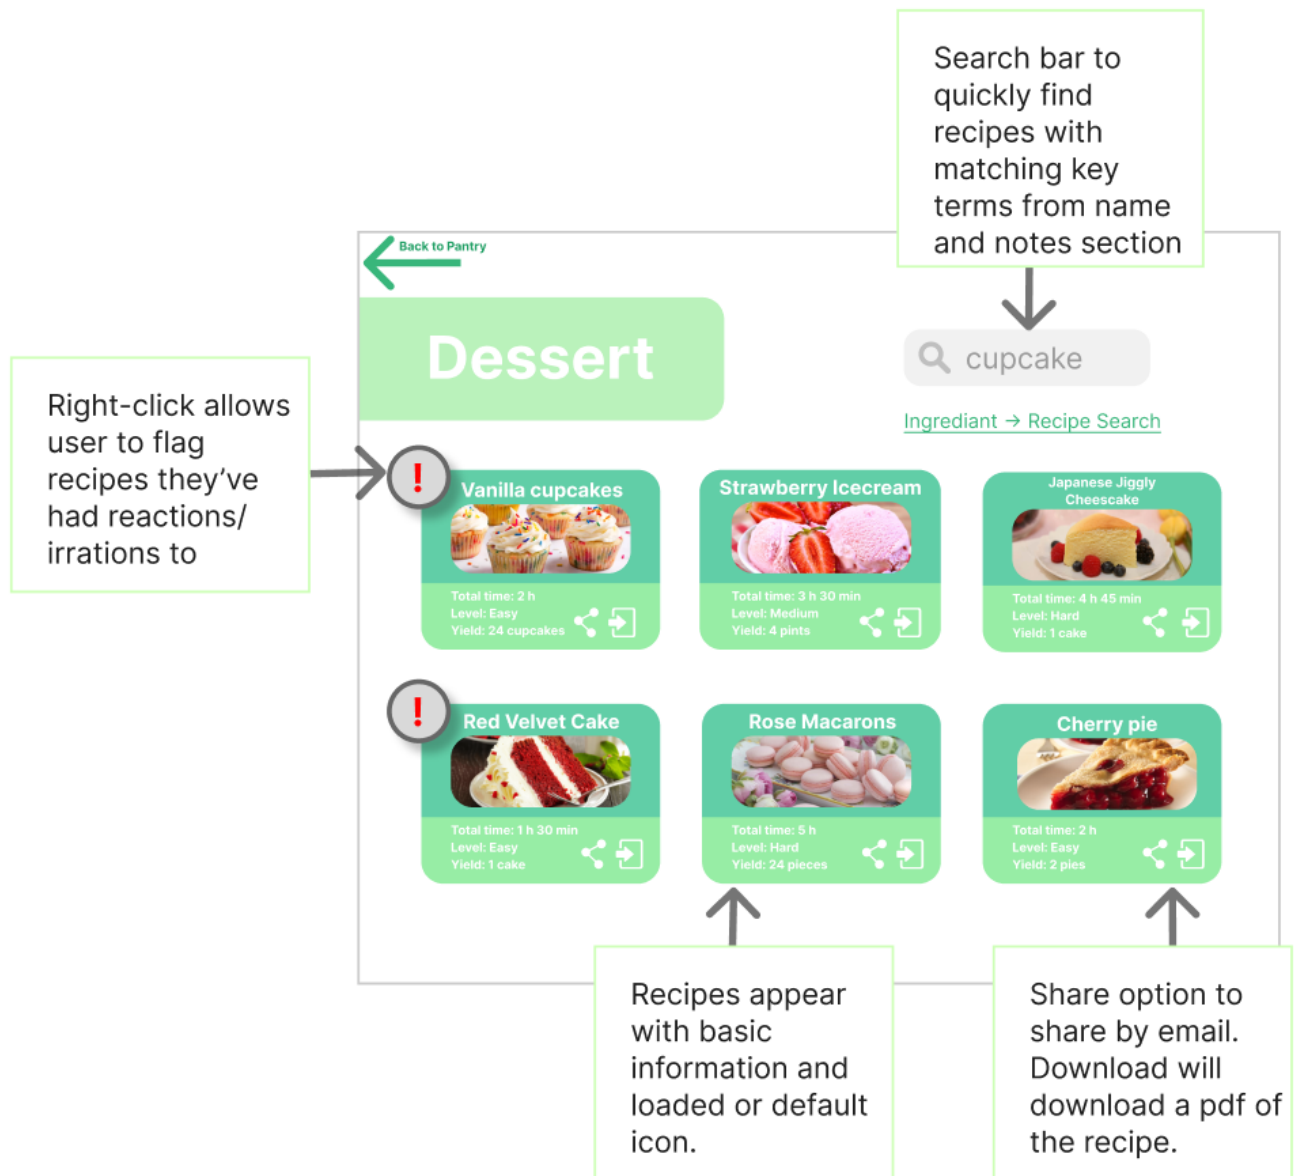 Search bar to
quickly find
recipes with
matching key
terms from name
and notes section
Back to Pantry
Dessert
cupcake
Ingrediant → Recipe Search
Right-click allows
user to flag
recipes they've
had reactions/
irrations to
!
Vanilla cupcakes
Total time: 2 h
Level: Easy
Yield: 24 cupcakes
Strawberry Icecream
Total time: 3 h 30 min
Level: Medium
Yield: 4 pints
Japanese Jiggly
Cheescake
Total time: 4 h 45 min
Level: Hard
Yield: 1 cake
!
Red Velvet Cake
Total time: 1 h 30 min
Level: Easy
Yield: 1 cake
Rose Macarons
Total time: 5 h
Level: Hard
Yield: 24 pieces
Cherry pie
Total time: 2 h
Level: Easy
Yield: 2 pies
Recipes appear
with basic
information and
loaded or default
icon.
Share option to
share by email.
Download will
download a pdf of
the recipe.